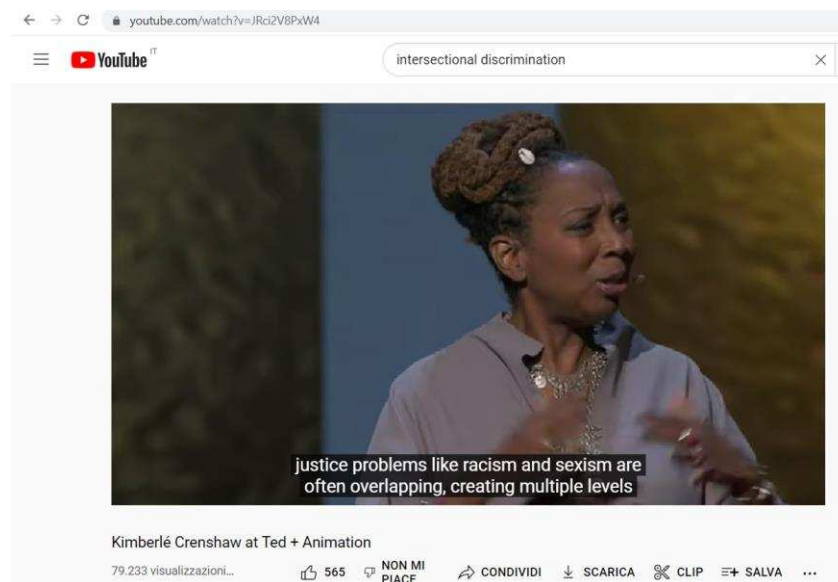 youtube.com/watch?v=JRci2V8PxW4
YouTube IT
intersectional discrimination
justice problems like racism and sexism are
often overlapping, creating multiple levels
Kimberlé Crenshaw at Ted + Animation
79.233 visualizzazioni... 565 NON MI PIACE CONDIVIDI SCARICA CLIP SALVA ...